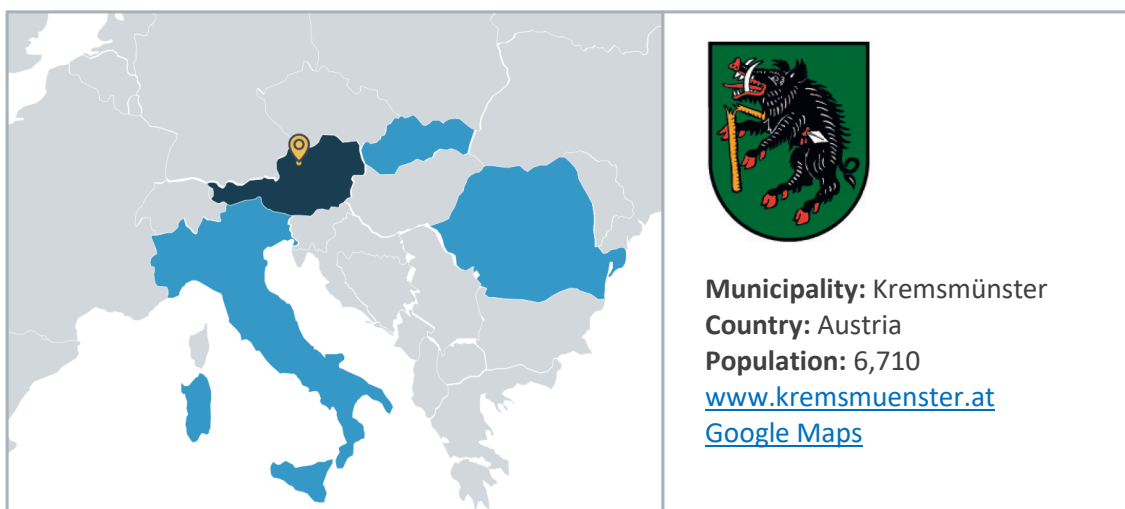 Municipality: Kremsmünster
Country: Austria
Population: 6,710
www.kremsmuenster.at
Google Maps